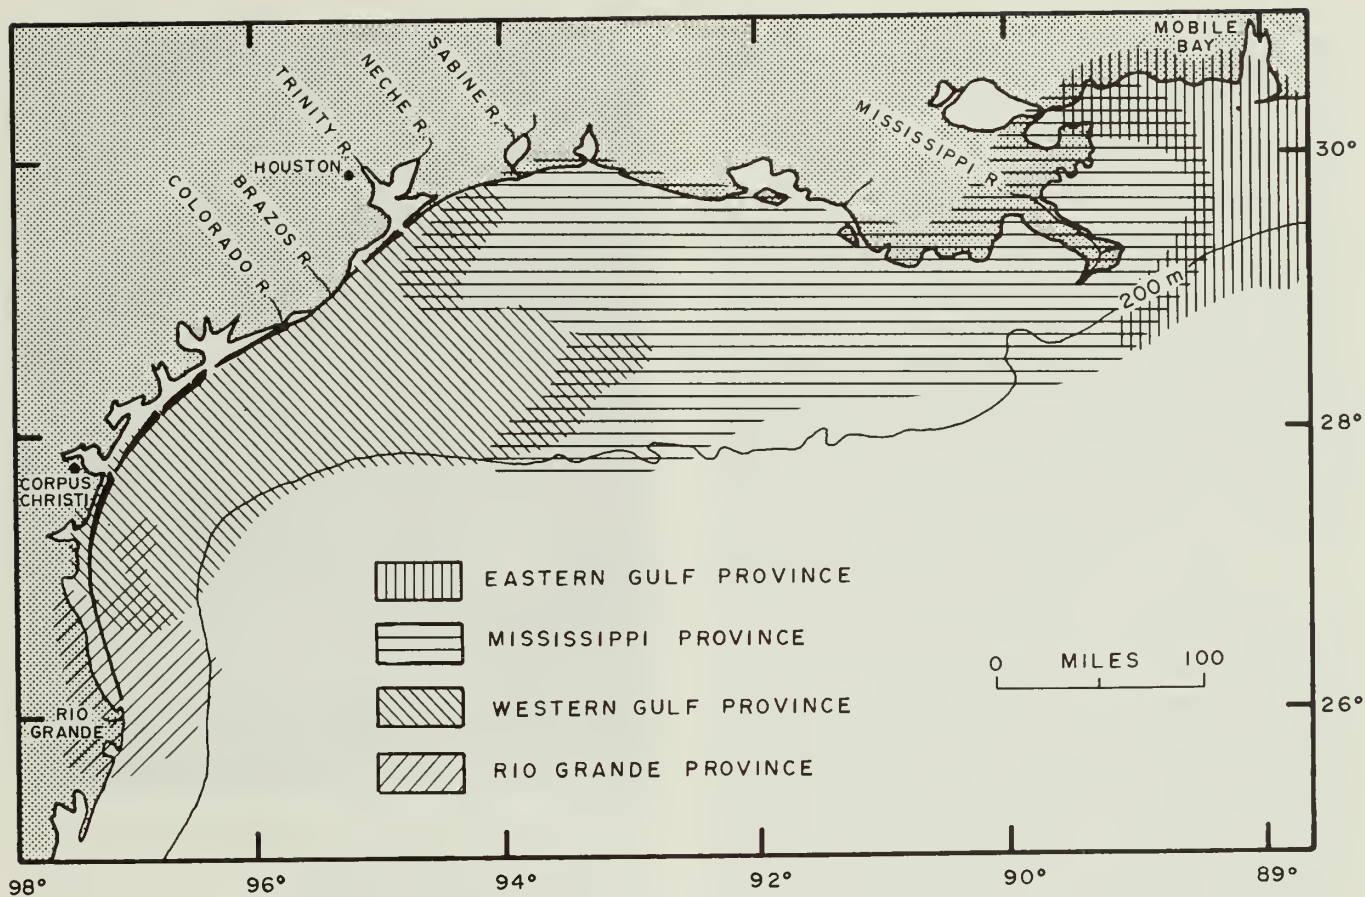 MOBILE
BAY
SABINE R.
NECHE R.
TRINITY R.
HOUSTON
BRAZOS R.
COLORADO R.
MISSISSIPPI R.
30°
200 m
28°
CORPUS
CHRISTI
EASTERN GULF PROVINCE
MISSISSIPPI PROVINCE
0 MILES 100
WESTERN GULF PROVINCE
26°
RIO
GRANDE
RIO GRANDE PROVINCE
98° 96° 94° 92° 90° 89°